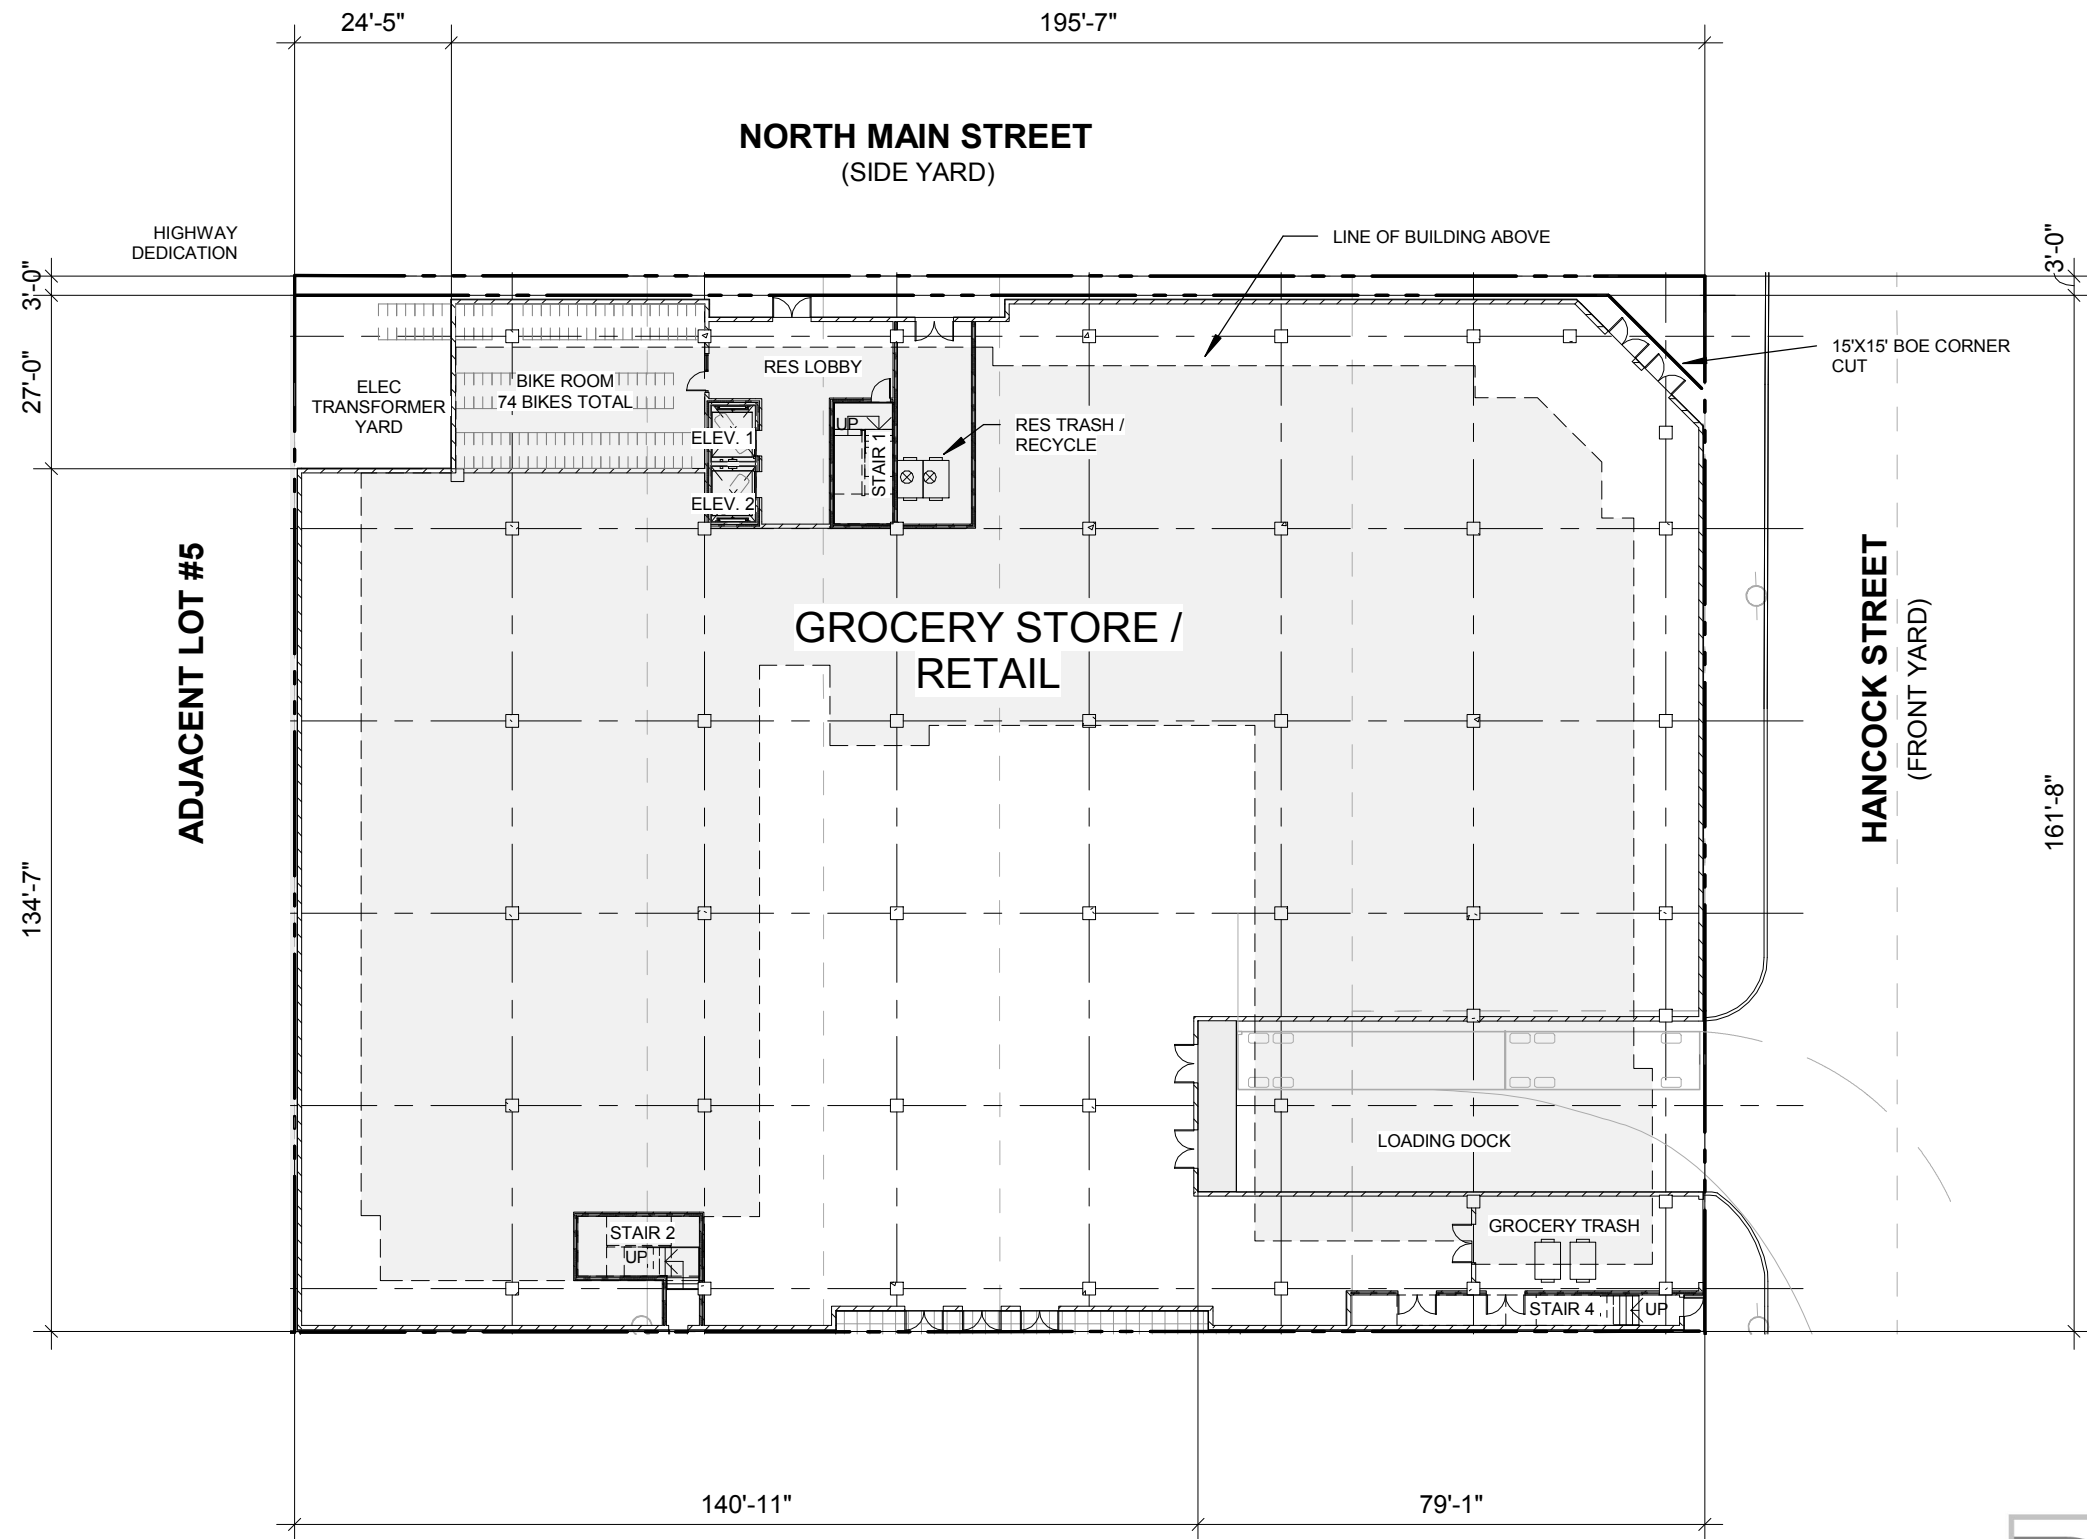 24'-5"
195'-7"
NORTH MAIN STREET
(SIDE YARD)
HIGHWAY
DEDICATION
LINE OF BUILDING ABOVE
3'-0"
3'-0"
15'X15' BOE CORNER
CUT
27'-0"
ELEC
TRANSFORMER
YARD
BIKE ROOM
74 BIKES TOTAL
RES LOBBY
UP
STAIR 1
RES TRASH /
RECYCLE
ELEV. 1
ELEV. 2
GROCERY STORE /
RETAIL
ADJACENT LOT #5
HANCOCK STREET
(FRONT YARD)
134'-7"
161'-8"
LOADING DOCK
STAIR 2
UP
GROCERY TRASH
STAIR 4
UP
140'-11"
79'-1"